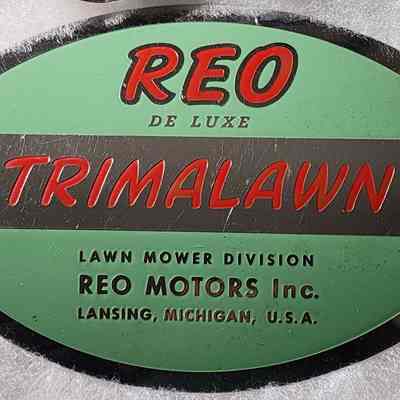 REO
DE LUXE
TRIMALAWN
LAWN MOWER DIVISION
REO MOTORS Inc.
LANSING, MICHIGAN, U.S.A.